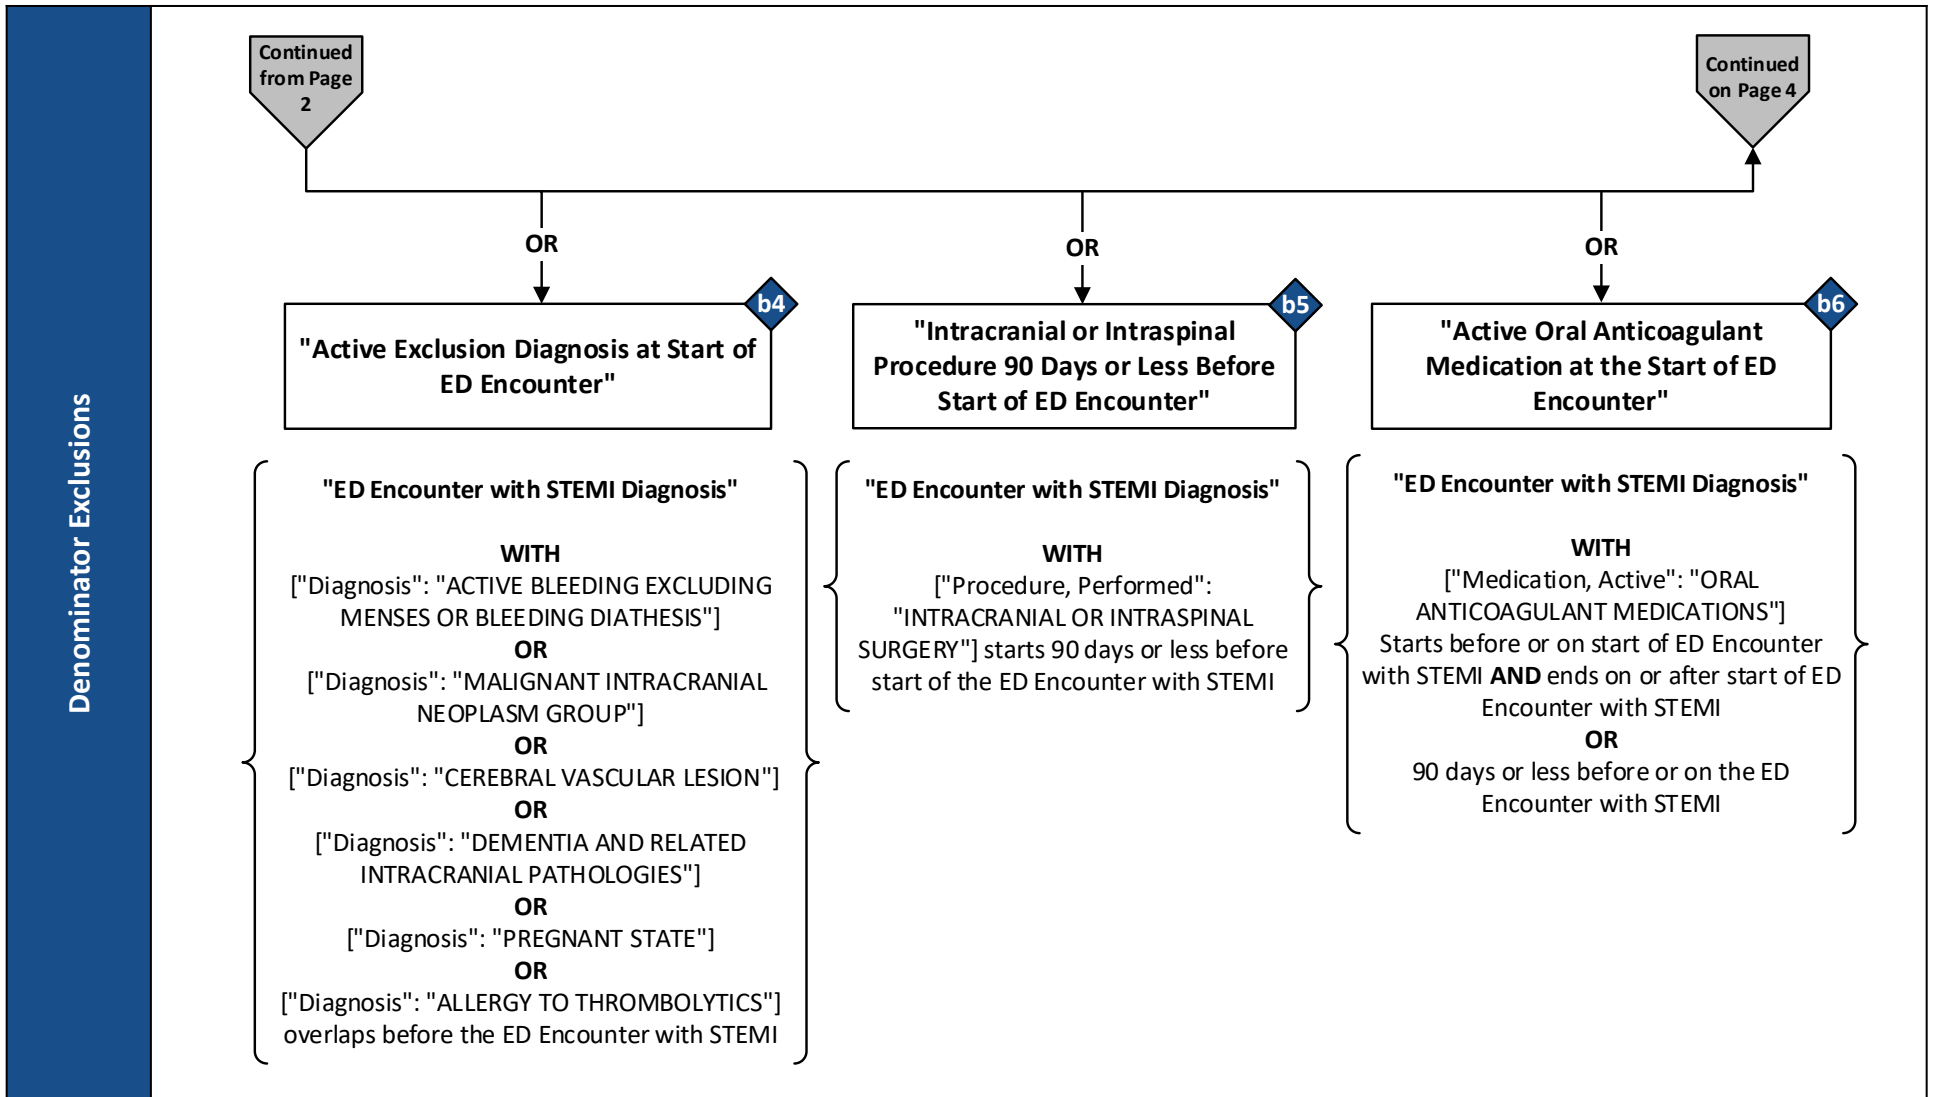 Denominator Exclusions
Continued
from Page
2
Continued
on Page 4
OR
OR
OR
b4
"Active Exclusion Diagnosis at Start of
ED Encounter"
b5
"Intracranial or Intraspinal
Procedure 90 Days or Less Before
Start of ED Encounter"
b6
"Active Oral Anticoagulant
Medication at the Start of ED
Encounter"
"ED Encounter with STEMI Diagnosis"
WITH
["Diagnosis": "ACTIVE BLEEDING EXCLUDING
MENSES OR BLEEDING DIATHESIS"]
OR
["Diagnosis": "MALIGNANT INTRACRANIAL
NEOPLASM GROUP"]
OR
["Diagnosis": "CEREBRAL VASCULAR LESION"]
OR
["Diagnosis": "DEMENTIA AND RELATED
INTRACRANIAL PATHOLOGIES"]
OR
["Diagnosis": "PREGNANT STATE"]
OR
["Diagnosis": "ALLERGY TO THROMBOLYTICS"]
overlaps before the ED Encounter with STEMI
"ED Encounter with STEMI Diagnosis"
WITH
["Procedure, Performed":
"INTRACRANIAL OR INTRASPINAL
SURGERY"] starts 90 days or less before
start of the ED Encounter with STEMI
"ED Encounter with STEMI Diagnosis"
WITH
["Medication, Active": "ORAL
ANTICOAGULANT MEDICATIONS"]
Starts before or on start of ED Encounter
with STEMI AND ends on or after start of ED
Encounter with STEMI
OR
90 days or less before or on the ED
Encounter with STEMI